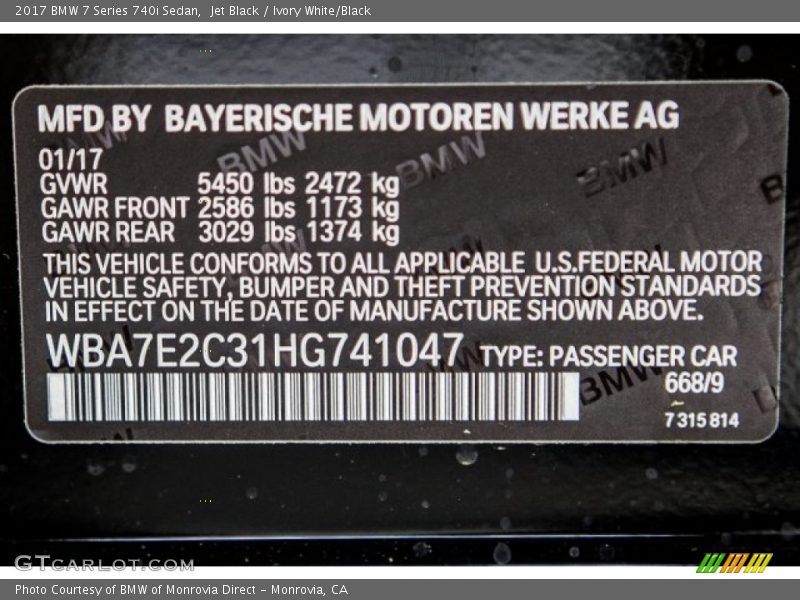 2017 BMW 7 Series 740i Sedan, Jet Black / Ivory White/Black
MFD BY BAYERISCHE MOTOREN WERKE AG
01/17
GVWR 5450 lbs 2472 kg
GAWR FRONT 2586 lbs 1173 kg
GAWR REAR 3029 lbs 1374 kg
THIS VEHICLE CONFORMS TO ALL APPLICABLE U.S.FEDERAL MOTOR
VEHICLE SAFETY, BUMPER AND THEFT PREVENTION STANDARDS
IN EFFECT ON THE DATE OF MANUFACTURE SHOWN ABOVE.
WBA7E2C31HG741047 TYPE: PASSENGER CAR
668/9
7 315 814
BMW BMW BMW
BMW
GTCARLOT.COM
Photo Courtesy of BMW of Monrovia Direct - Monrovia, CA